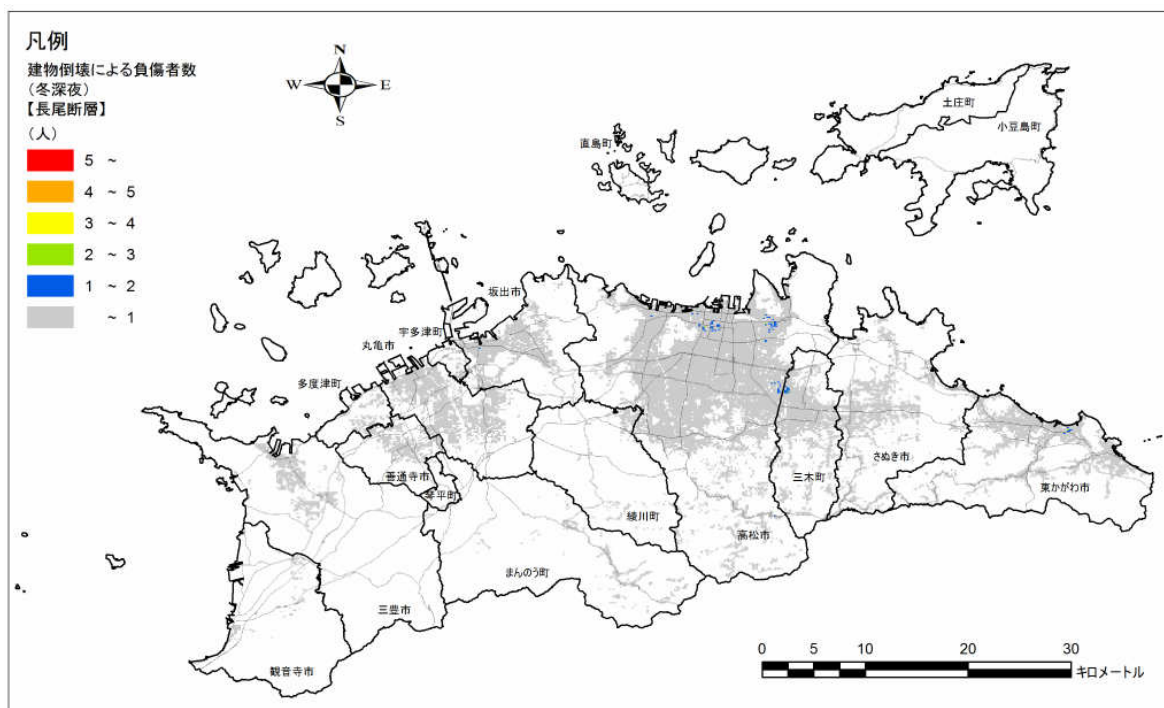 凡例
建物倒壊による負傷者数
(冬深夜)
【長尾断層】
(人)
5 ~
4 ~ 5
3 ~ 4
2 ~ 3
1 ~ 2
~ 1
N
W E
S
土庄町
小豆島町
直島町
坂出市
宇多津町
丸亀市
多度津町
善通寺市
琴平町
さぬき市
三木町
東かがわ市
綾川町
高松市
まんのう町
三豊市
観音寺市
0 5 10 20 30
キロメートル